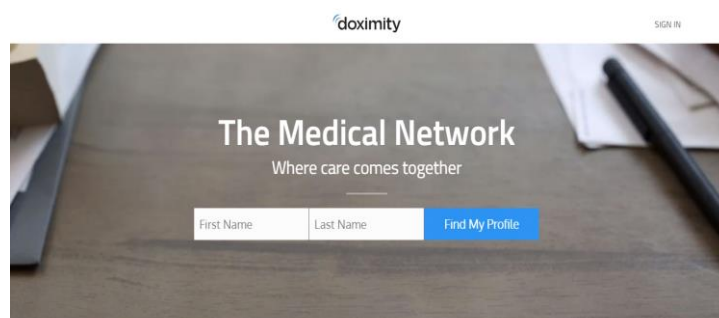 doximity
SIGN IN
The Medical Network
Where care comes together
First Name Last Name Find My Profile